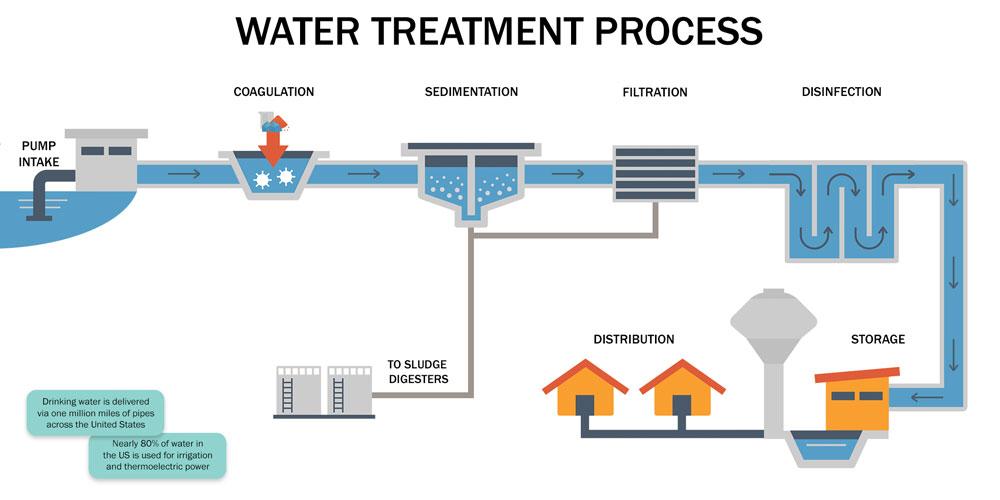 WATER TREATMENT PROCESS
COAGULATION
SEDIMENTATION
FILTRATION
DISINFECTION
PUMP
INTAKE
DISTRIBUTION
STORAGE
TO SLUDGE
DIGESTERS
Drinking water is delivered
via one million miles of pipes
across the United States
Nearly 80% of water in
the US is used for irrigation
and thermoelectric power